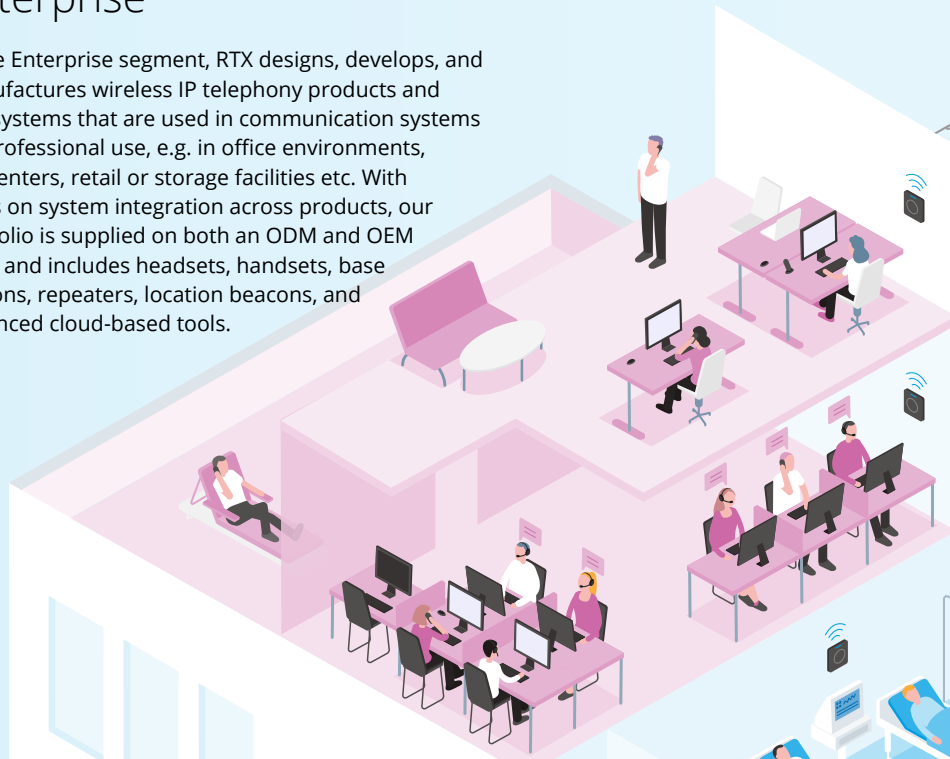 terprise
e Enterprise segment, RTX designs, develops, and
ufactures wireless IP telephony products and
systems that are used in communication systems
rofessional use, e.g. in office environments,
enters, retail or storage facilities etc. With
s on system integration across products, our
olio is supplied on both an ODM and OEM
and includes headsets, handsets, base
ons, repeaters, location beacons, and
nced cloud-based tools.